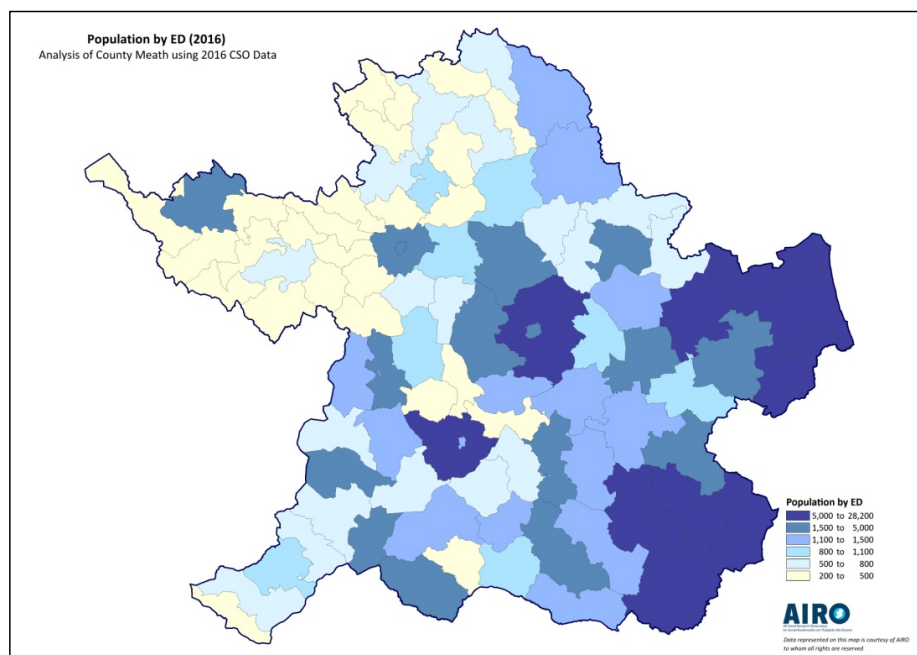 Population by ED (2016)
Analysis of County Meath using 2016 CSO Data
Population by ED
5,000 to 28,200
1,500 to 5,000
1,100 to 1,500
800 to 1,100
500 to 800
200 to 500
AIRO
Data represented on this map is courtesy of AIRO
to whom all rights are reserved